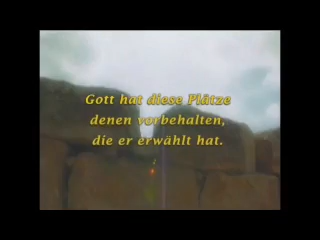 Gott hat diese Plätze
denen vorbehalten,
die er erwählt hat.